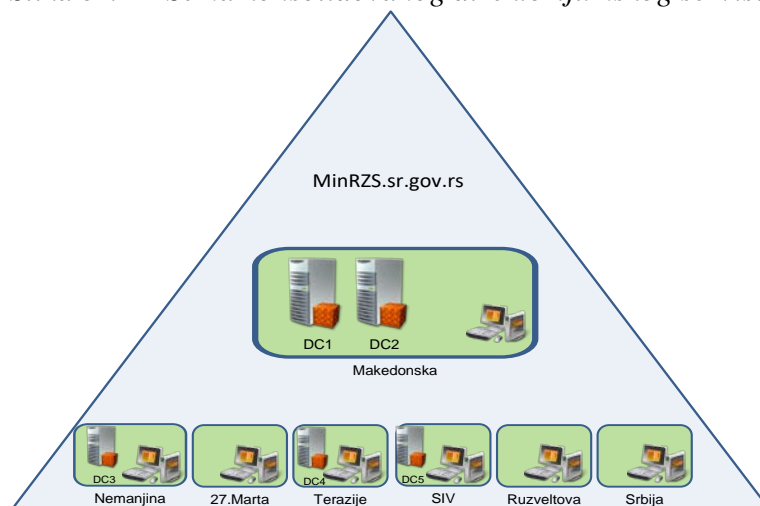 MinRZS.sr.gov.rs
DC1 DC2
Makedonska
DC3 DC4 DC5
Nemanjina 27.Marta Terazije SIV Ruzveltova Srbija